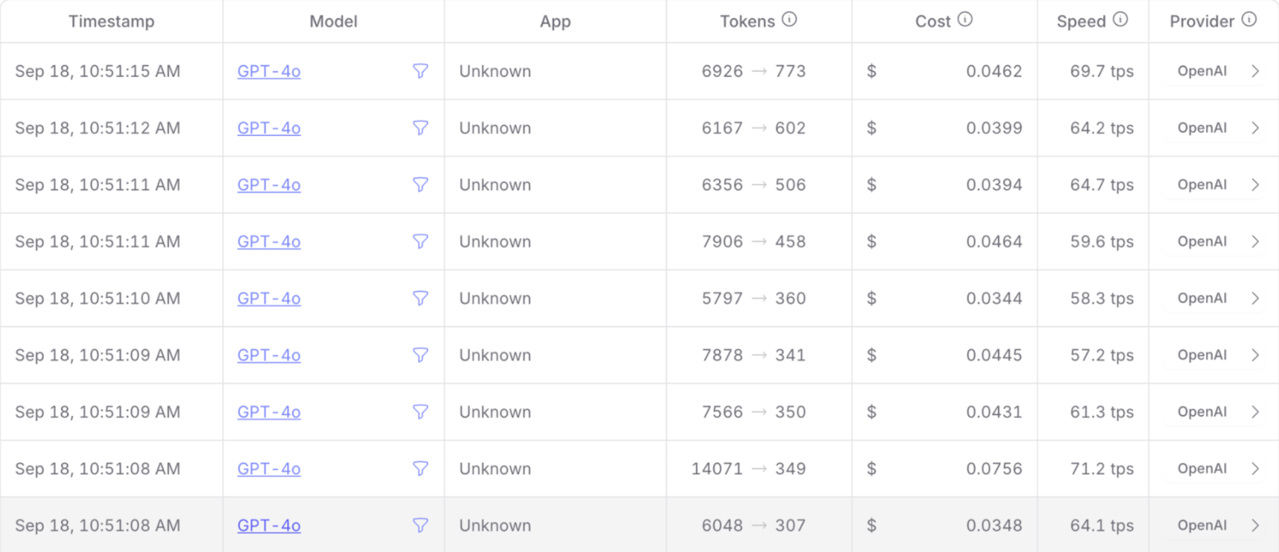 Timestamp Model App Tokens Cost Speed Provider
Sep 18, 10:51:15 AM GPT-4o Unknown 6926 → 773 $ 0.0462 69.7 tps OpenAI
Sep 18, 10:51:12 AM GPT-4o Unknown 6167 → 602 $ 0.0399 64.2 tps OpenAI
Sep 18, 10:51:11 AM GPT-4o Unknown 6356 → 506 $ 0.0394 64.7 tps OpenAI
Sep 18, 10:51:11 AM GPT-4o Unknown 7906 → 458 $ 0.0464 59.6 tps OpenAI
Sep 18, 10:51:10 AM GPT-4o Unknown 5797 → 360 $ 0.0344 58.3 tps OpenAI
Sep 18, 10:51:09 AM GPT-4o Unknown 7878 → 341 $ 0.0445 57.2 tps OpenAI
Sep 18, 10:51:09 AM GPT-4o Unknown 7566 → 350 $ 0.0431 61.3 tps OpenAI
Sep 18, 10:51:08 AM GPT-4o Unknown 14071 → 349 $ 0.0756 71.2 tps OpenAI
Sep 18, 10:51:08 AM GPT-4o Unknown 6048 → 307 $ 0.0348 64.1 tps OpenAI